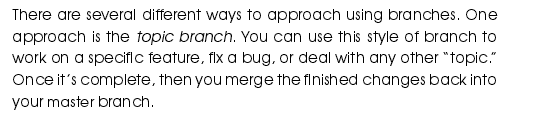 There are several different ways to approach using branches. One
approach is the topic branch. You can use this style of branch to
work on a specific feature, fix a bug, or deal with any other “topic.”
Once it’s complete, then you merge the finished changes back into
your master branch.